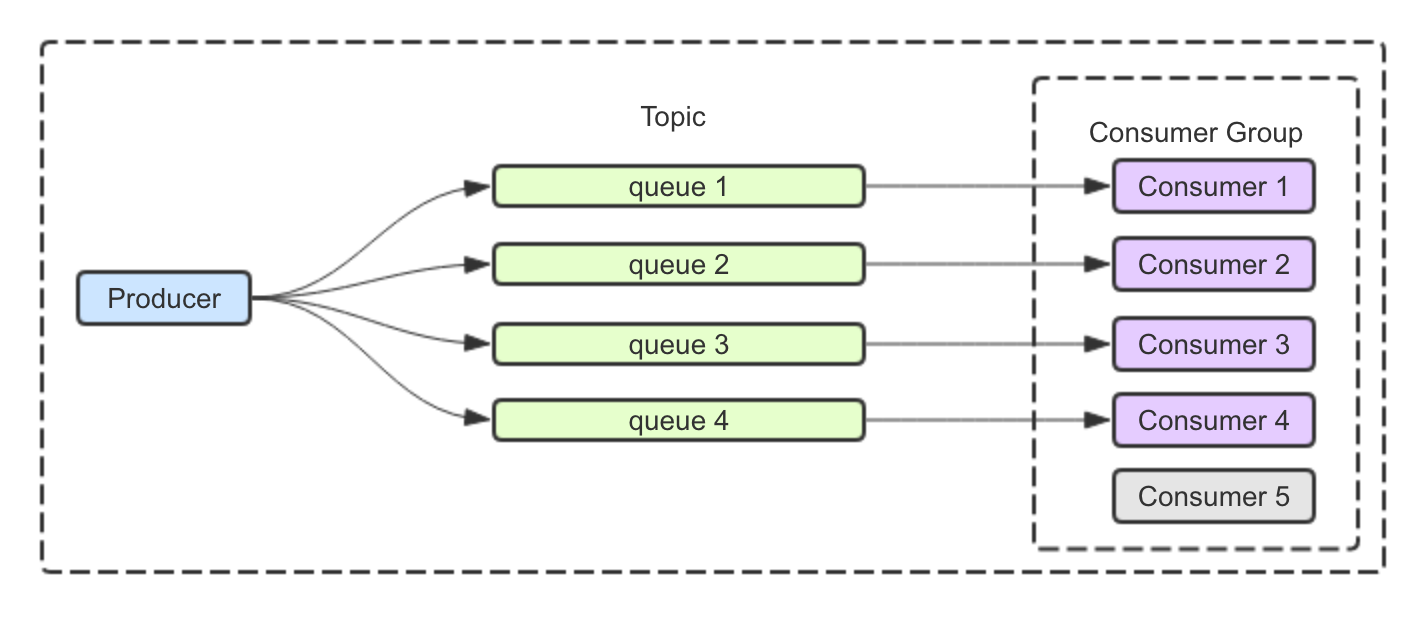 Topic
Consumer Group
Producer
queue 1
queue 2
queue 3
queue 4
Consumer 1
Consumer 2
Consumer 3
Consumer 4
Consumer 5